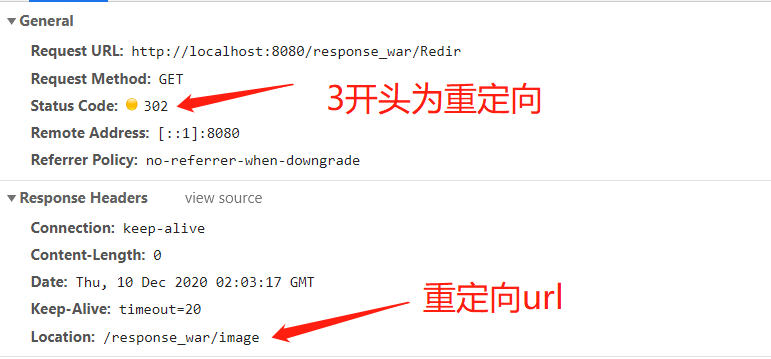 General
Request URL: http://localhost:8080/response_war/Redir
Request Method: GET
Status Code: 302
3开头为重定向
Remote Address: [::1]:8080
Referrer Policy: no-referrer-when-downgrade
Response Headers view source
Connection: keep-alive
Content-Length: 0
Date: Thu, 10 Dec 2020 02:03:17 GMT
Keep-Alive: timeout=20
重定向url
Location: /response_war/image